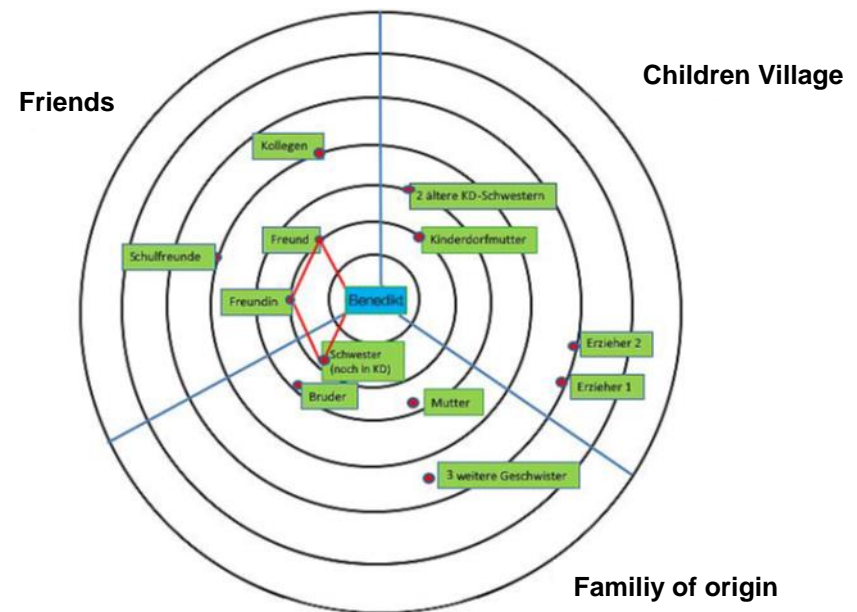 Children Village
Friends
Kollegen
2 ältere KD-Schwestern
Freund
Kinderdorfmutter
Schulfreunde
Freundin
Benedikt
Erzieher 2
Schwester
(noch in KD)
Erzieher 1
Bruder
Mutter
3 weitere Geschwister
Familiy of origin